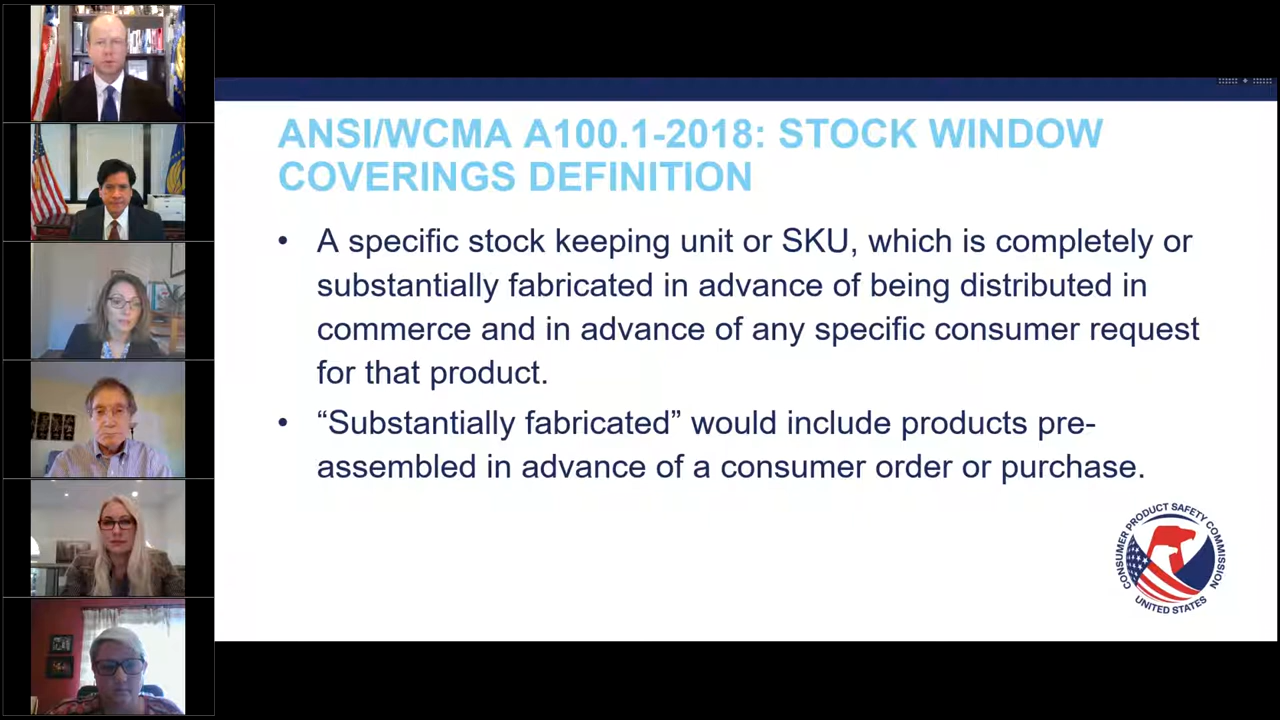 ANSI/WCMA A100.1-2018: STOCK WINDOW
COVERINGS DEFINITION
• A specific stock keeping unit or SKU, which is completely or
substantially fabricated in advance of being distributed in
commerce and in advance of any specific consumer request
for that product.
• “Substantially fabricated” would include products pre-
assembled in advance of a consumer order or purchase.
CONSUMER PRODUCT SAFETY COMMISSION
UNITED STATES